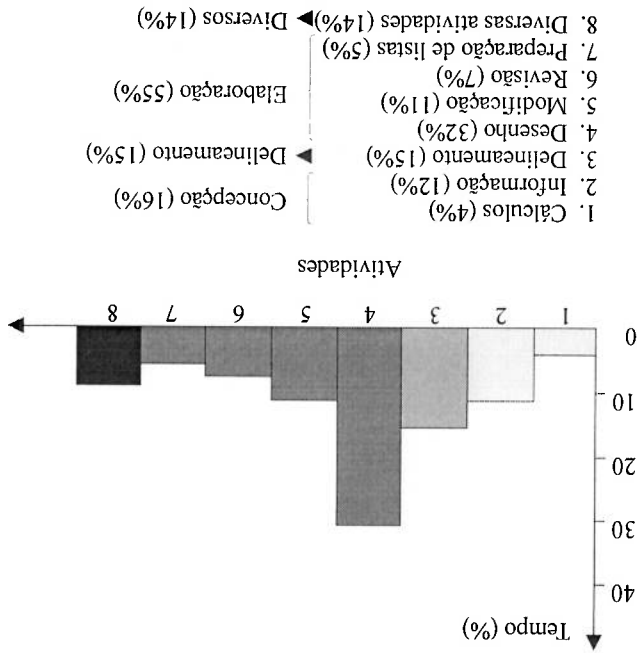 Tempo (%)
40
30
20
10
0
1 2 3 4 5 6 7 8
Atividades
1. Cálculos (4%)
2. Informação (12%)
Concepção (16%)
3. Delineamento (15%)
Delineamento (15%)
4. Desenho (32%)
5. Modificação (11%)
6. Revisão (7%)
7. Preparação de listas (5%)
Elaboração (55%)
8. Diversas atividades (14%)
Diversos (14%)